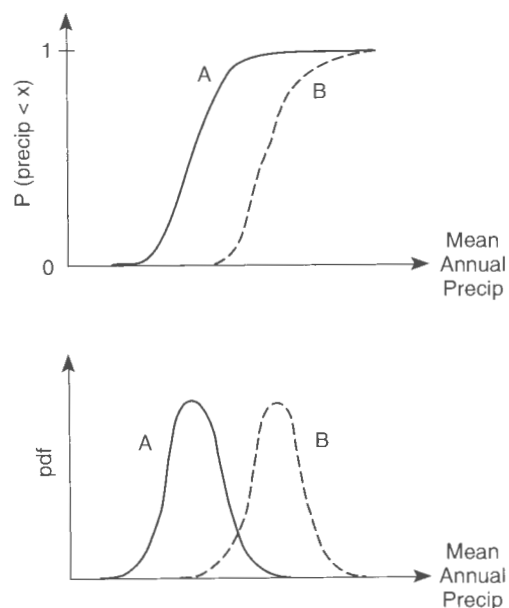 1
A
B
P (precip < x)
0
Mean
Annual
Precip
A
B
pdf
Mean
Annual
Precip